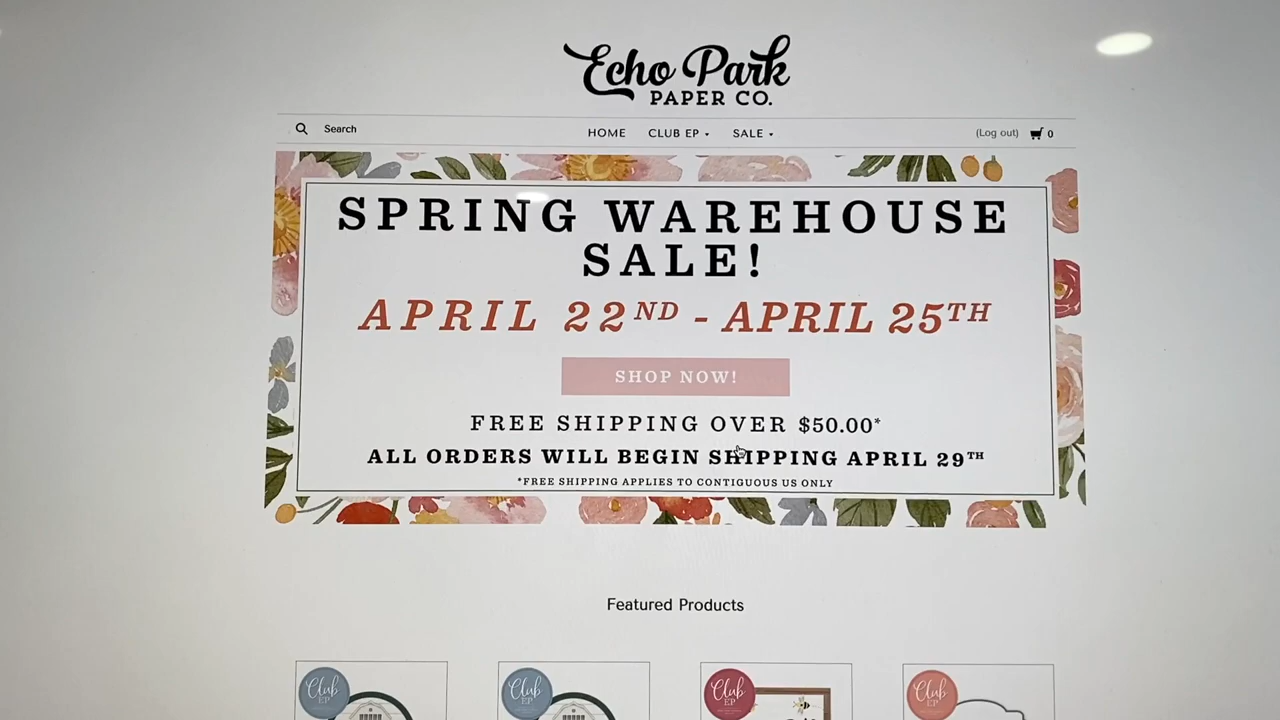 Echo Park
PAPER CO.
Search
HOME CLUB EP SALE
(Log out) 0
SPRING WAREHOUSE
SALE!
APRIL 22ND - APRIL 25TH
SHOP NOW!
FREE SHIPPING OVER $50.00*
ALL ORDERS WILL BEGIN SHIPPING APRIL 29TH
*FREE SHIPPING APPLIES TO CONTIGUOUS US ONLY
Featured Products
Club EP
Club EP
Club EP
Club EP